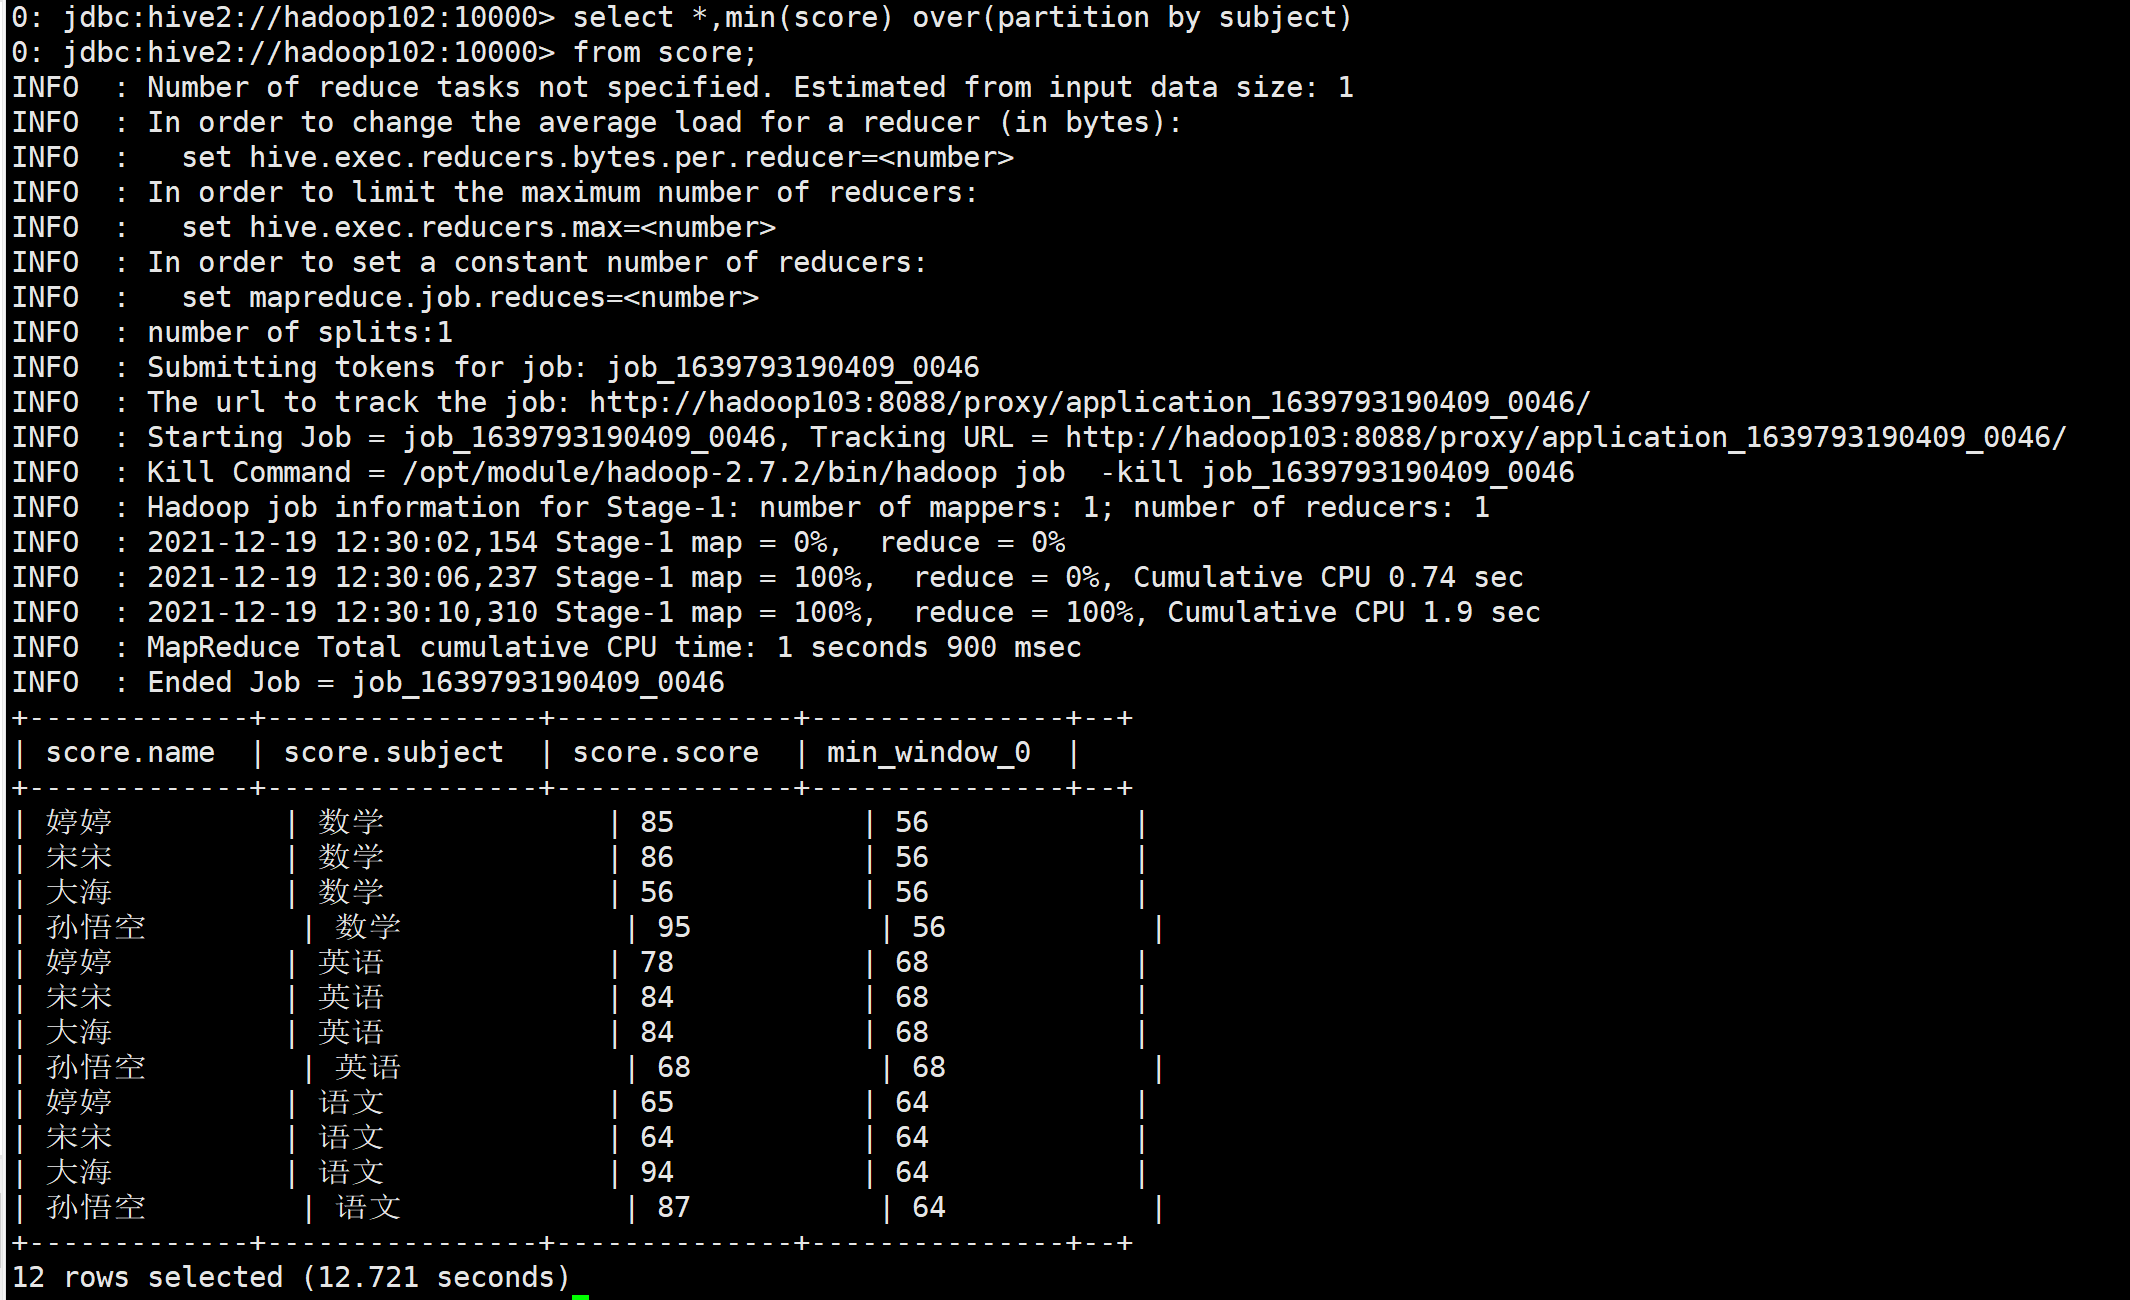 0: jdbc:hive2://hadoop102:10000> select *,min(score) over(partition by subject)
0: jdbc:hive2://hadoop102:10000> from score;
INFO  : Number of reduce tasks not specified. Estimated from input data size: 1
INFO  : In order to change the average load for a reducer (in bytes):
INFO  :   set hive.exec.reducers.bytes.per.reducer=<number>
INFO  : In order to limit the maximum number of reducers:
INFO  :   set hive.exec.reducers.max=<number>
INFO  : In order to set a constant number of reducers:
INFO  :   set mapreduce.job.reduces=<number>
INFO  : number of splits:1
INFO  : Submitting tokens for job: job_1639793190409_0046
INFO  : The url to track the job: http://hadoop103:8088/proxy/application_1639793190409_0046/
INFO  : Starting Job = job_1639793190409_0046, Tracking URL = http://hadoop103:8088/proxy/application_1639793190409_0046/
INFO  : Kill Command = /opt/module/hadoop-2.7.2/bin/hadoop job  -kill job_1639793190409_0046
INFO  : Hadoop job information for Stage-1: number of mappers: 1; number of reducers: 1
INFO  : 2021-12-19 12:30:02,154 Stage-1 map = 0%,  reduce = 0%
INFO  : 2021-12-19 12:30:06,237 Stage-1 map = 100%,  reduce = 0%, Cumulative CPU 0.74 sec
INFO  : 2021-12-19 12:30:10,310 Stage-1 map = 100%,  reduce = 100%, Cumulative CPU 1.9 sec
INFO  : MapReduce Total cumulative CPU time: 1 seconds 900 msec
INFO  : Ended Job = job_1639793190409_0046
+-------------+----------------+--------------+---------------+--+
| score.name  | score.subject  | score.score  | min_window_0  |
+-------------+----------------+--------------+---------------+--+
| 婷婷          | 数学             | 85           | 56            |
| 宋宋          | 数学             | 86           | 56            |
| 大海          | 数学             | 56           | 56            |
| 孙悟空         | 数学             | 95           | 56            |
| 婷婷          | 英语             | 78           | 68            |
| 宋宋          | 英语             | 84           | 68            |
| 大海          | 英语             | 84           | 68            |
| 孙悟空         | 英语             | 68           | 68            |
| 婷婷          | 语文             | 65           | 64            |
| 宋宋          | 语文             | 64           | 64            |
| 大海          | 语文             | 94           | 64            |
| 孙悟空         | 语文             | 87           | 64            |
+-------------+----------------+--------------+---------------+--+
12 rows selected (12.721 seconds)